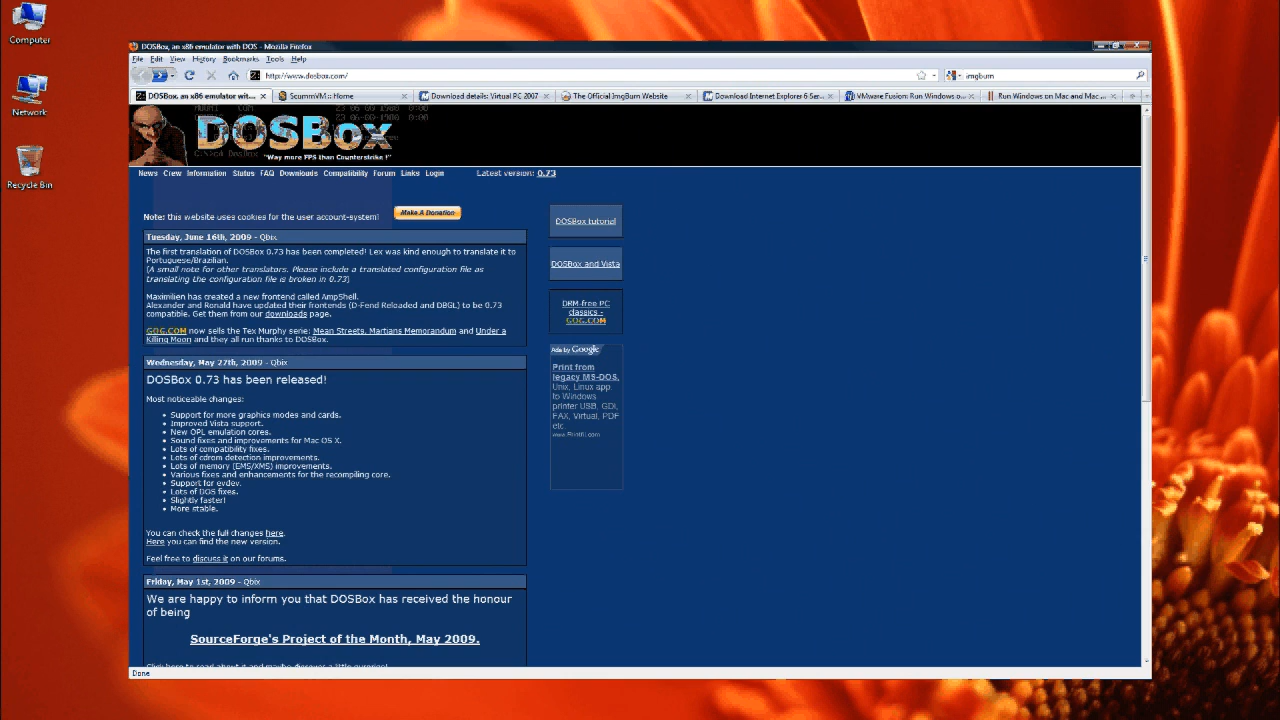 Computer
Network
Recycle Bin
DOSBox, an x86 emulator with DOS - Mozilla Firefox
File Edit View History Bookmarks Tools Help
http://www.dosbox.com/
imgburn
DOSBox, an x86 emulator wit...
ScummVM :: Home
Download details: Virtual PC 2007
The Official ImgBurn Website
Download Internet Explorer 6 Ser...
VMware Fusion: Run Windows o...
Run Windows on Mac and Mac ...
DOSBox
"Way more FPS than Counterstrike !"
News Crew Information Status FAQ Downloads Compatibility Forum Links Login Latest version: 0.73
Note: this website uses cookies for the user account-system!
Make A Donation
Tuesday, June 16th, 2009 - Qbix
The first translation of DOSBox 0.73 has been completed! Lex was kind enough to translate it to
Portuguese/Brazilian.
(A small note for other translators. Please include a translated configuration file as
translating the configuration file is broken in 0.73)
Maximilien has created a new frontend called AmpShell.
Alexander and Ronald have updated their frontends (D-Fend Reloaded and DBGL) to be 0.73
compatible. Get them from our downloads page.
GOG.COM now sells the Tex Murphy serie: Mean Streets, Martians Memorandum and Under a
Killing Moon and they all run thanks to DOSBox.
Wednesday, May 27th, 2009 - Qbix
DOSBox 0.73 has been released!
Most noticeable changes:
• Support for more graphics modes and cards.
• Improved Vista support.
• New OPL emulation cores.
• Sound fixes and improvements for Mac OS X.
• Lots of compatibility fixes.
• Lots of cdrom detection improvements.
• Lots of memory (EMS/XMS) improvements.
• Various fixes and enhancements for the recompiling core.
• Support for evdev.
• Lots of DOS fixes.
• Slightly faster!
• More stable.
You can check the full changes here.
Here you can find the new version.
Feel free to discuss it on our forums.
Friday, May 1st, 2009 - Qbix
We are happy to inform you that DOSBox has received the honour
of being
SourceForge's Project of the Month, May 2009.
DOSBox tutorial
DOSBox and Vista
DRM-free PC
classics -
GOG.COM
Ads by Google
Print from
legacy MS-DOS,
Unix, Linux app.
to Windows
printer USB, GDI,
FAX, Virtual, PDF
etc.
Done